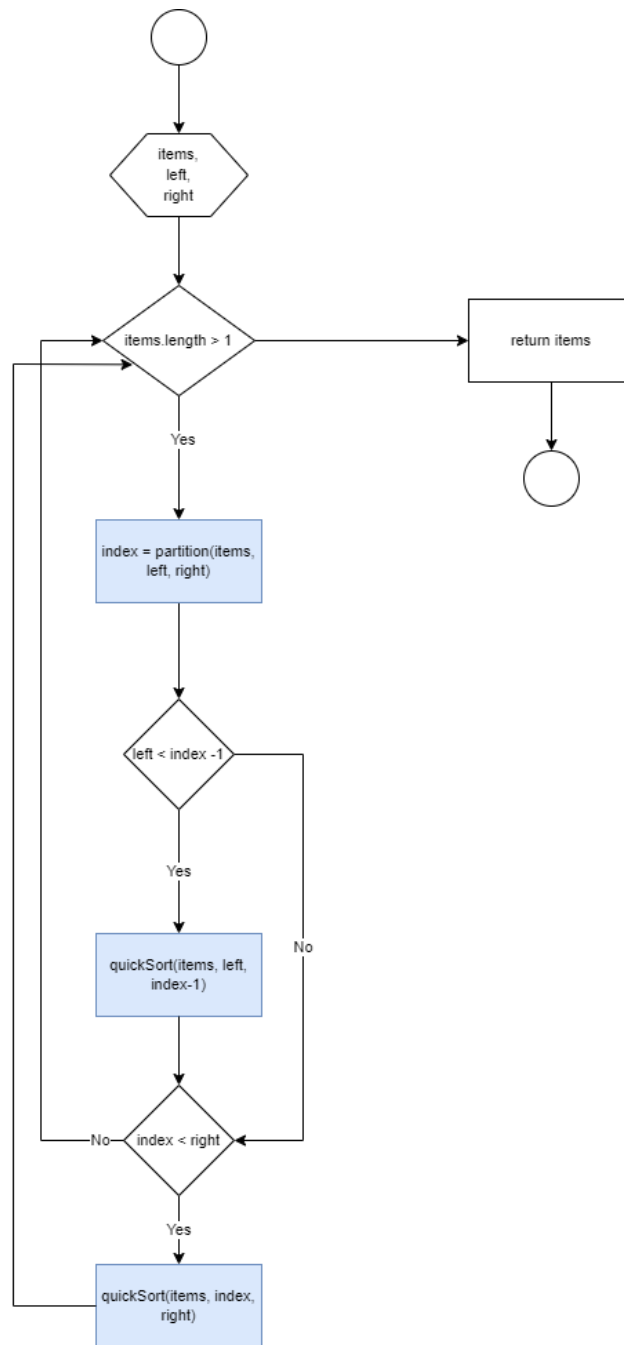 items,
left,
right
items.length > 1
return items
Yes
index = partition(items,
left, right)
left < index -1
Yes
No
quickSort(items, left,
index-1)
index < right
No
Yes
quickSort(items, index,
right)